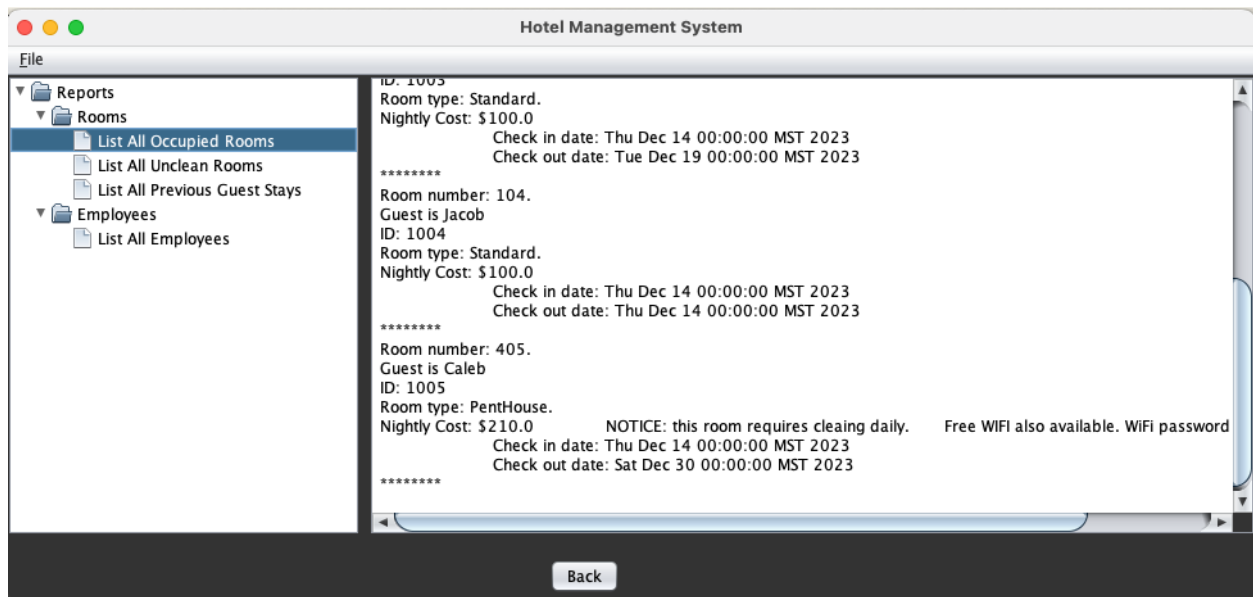 Hotel Management System
File
Reports
Rooms
List All Occupied Rooms
List All Unclean Rooms
List All Previous Guest Stays
Employees
List All Employees
ID: 1003
Room type: Standard.
Nightly Cost: $100.0
Check in date: Thu Dec 14 00:00:00 MST 2023
Check out date: Tue Dec 19 00:00:00 MST 2023
********
Room number: 104.
Guest is Jacob
ID: 1004
Room type: Standard.
Nightly Cost: $100.0
Check in date: Thu Dec 14 00:00:00 MST 2023
Check out date: Thu Dec 14 00:00:00 MST 2023
********
Room number: 405.
Guest is Caleb
ID: 1005
Room type: PentHouse.
Nightly Cost: $210.0 NOTICE: this room requires cleaing daily. Free WIFI also available. WiFi password
Check in date: Thu Dec 14 00:00:00 MST 2023
Check out date: Sat Dec 30 00:00:00 MST 2023
********
Back